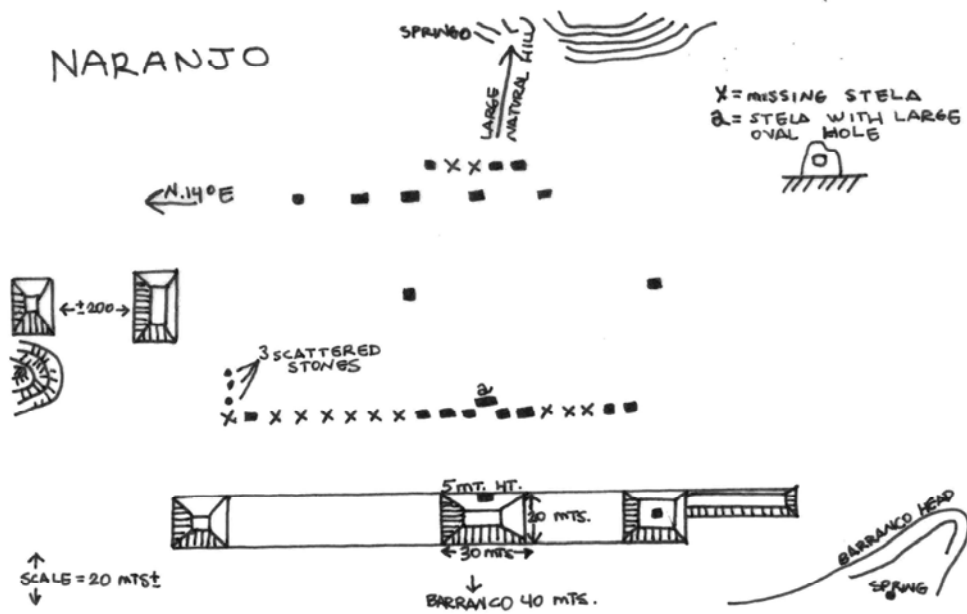 NARANJO
SPRINGO
LARGE
NATURAL HILL
X = MISSING STELA
a = STELA WITH LARGE
OVAL HOLE
N.14°E
±200
3 SCATTERED
STONES
a
X X
X X X X X X X X X X X
5 MT. HT.
20 MTS.
30 MTS.
SCALE = 20 MTS±
BARRANCO 40 MTS.
BARRANCO HEAD
SPRING